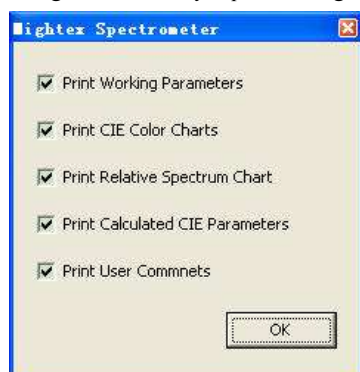 Mightex Spectrometer
Print Working Parameters
Print CIE Color Charts
Print Relative Spectrum Chart
Print Calculated CIE Parameters
Print User Commnets
OK